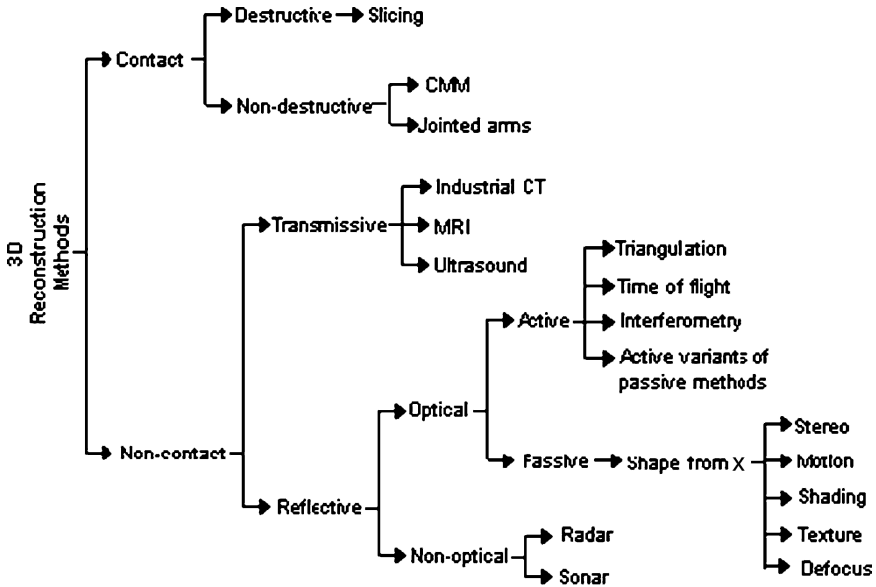 3D
Reconstruction
Methods
Contact
Destructive
Slicing
Non-destructive
CMM
Jointed arms
Non-contact
Transmissive
Industrial CT
MRI
Ultrasound
Reflective
Optical
Active
Triangulation
Time of flight
Interferometry
Active variants of
passive methods
Passive
Shape from X
Stereo
Motion
Shading
Texture
Defocus
Non-optical
Radar
Sonar